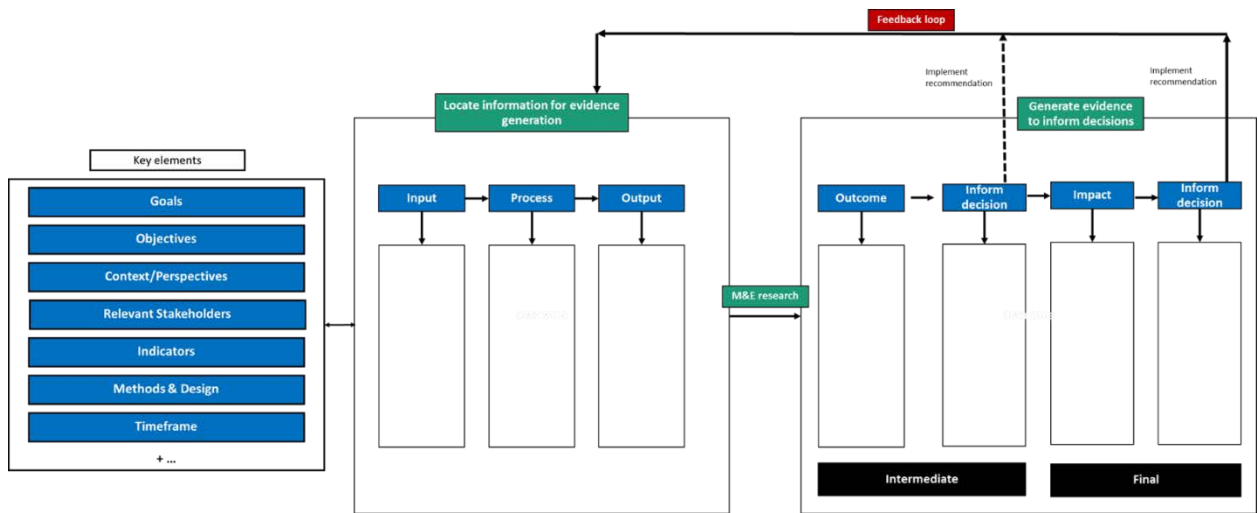 Feedback loop
Implement
recommendation
Implement
recommendation
Locate information for evidence
generation
Generate evidence
to inform decisions
Key elements
Goals
Objectives
Context/Perspectives
Relevant Stakeholders
Indicators
Methods & Design
Timeframe
+ ...
Input
Process
Output
M&E research
Outcome
Inform
decision
Impact
Inform
decision
Intermediate
Final